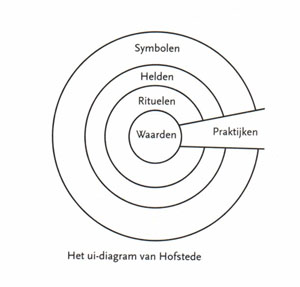 Symbolen
Helden
Rituelen
Waarden
Praktijken
Het ui-diagram van Hofstede